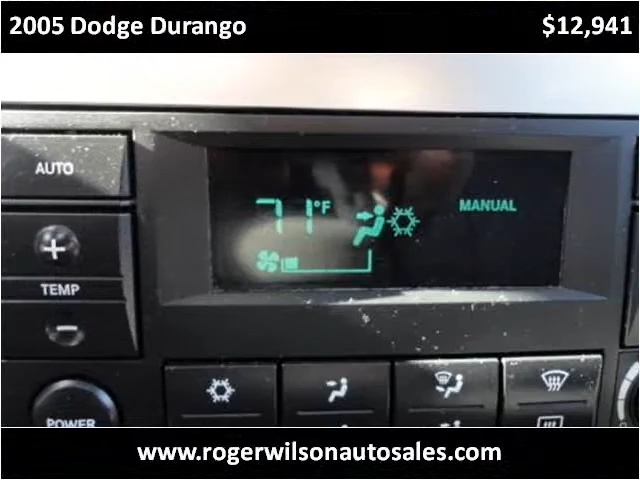 2005 Dodge Durango $12,941
AUTO
71°F MANUAL
+
TEMP
-
POWER
www.rogerwilsonautosales.com